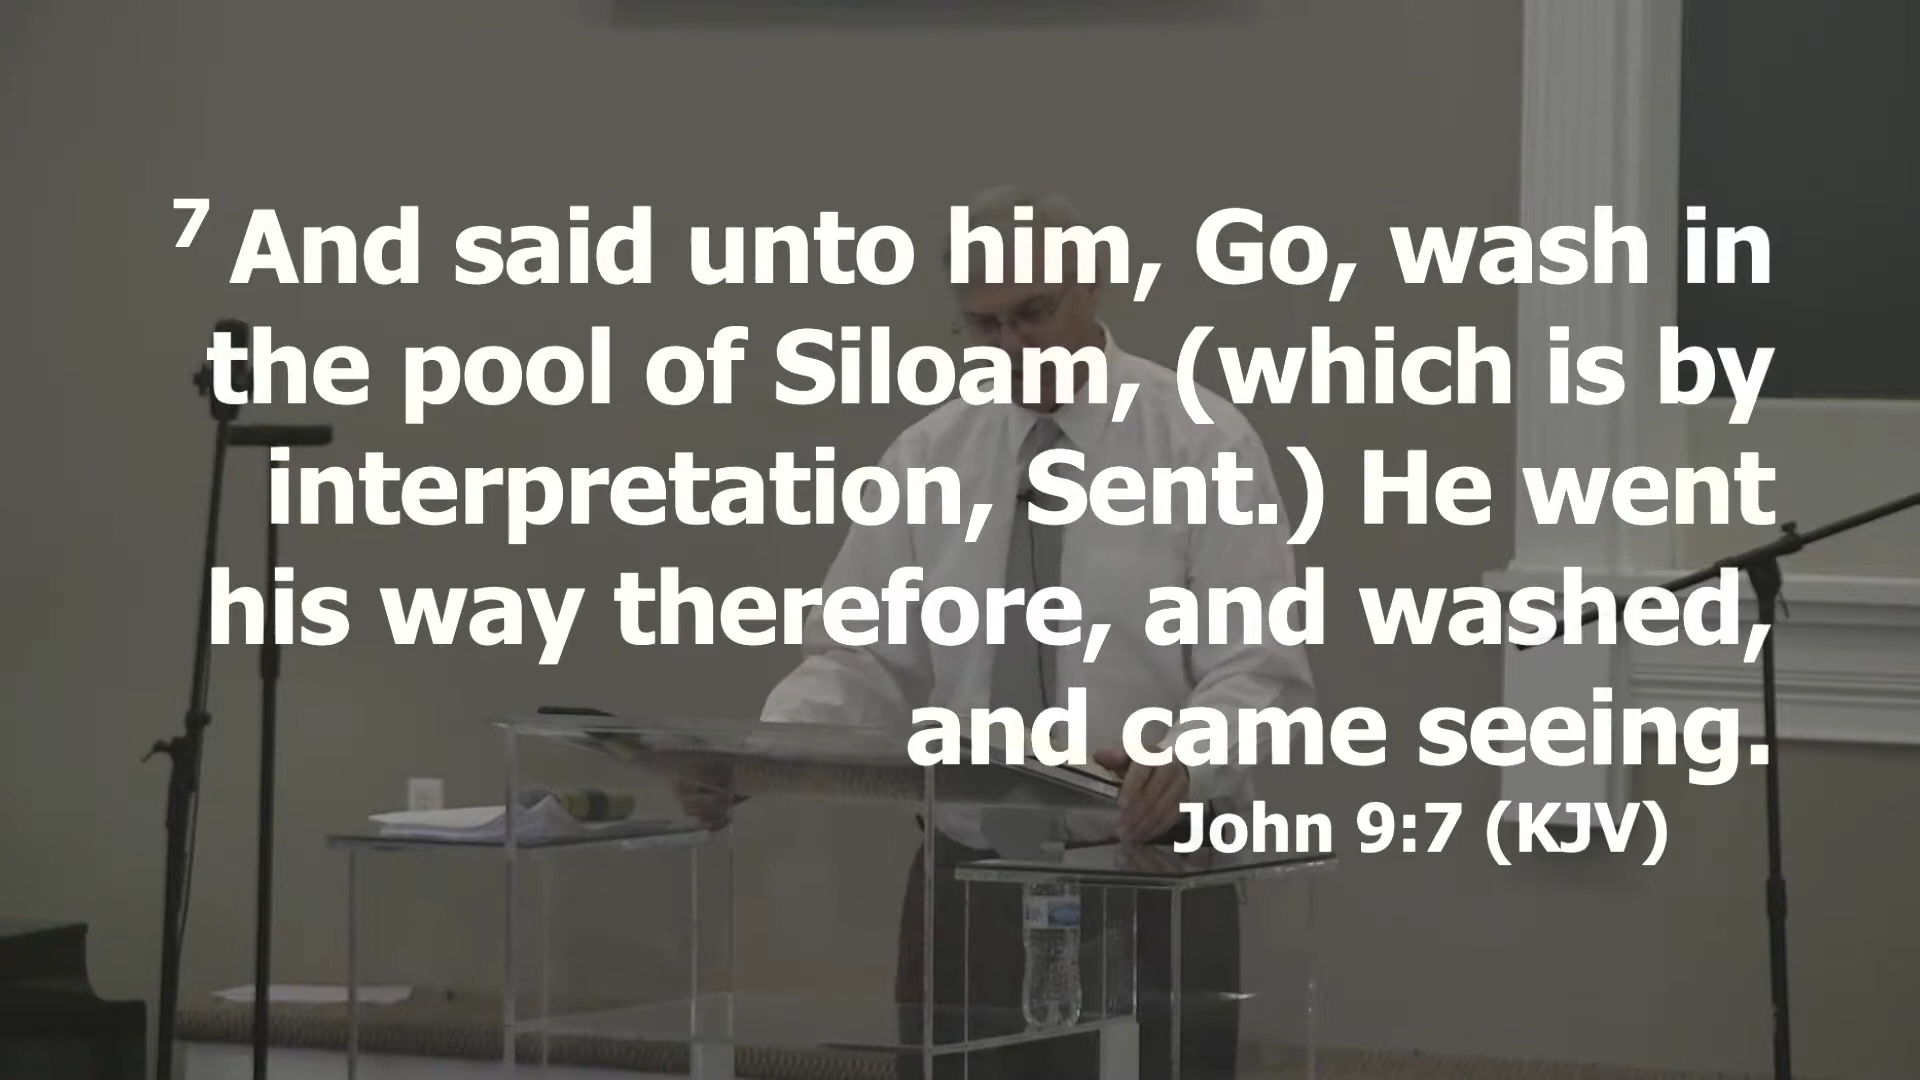 7 And said unto him, Go, wash in
the pool of Siloam, (which is by
interpretation, Sent.) He went
his way therefore, and washed,
and came seeing.
John 9:7 (KJV)